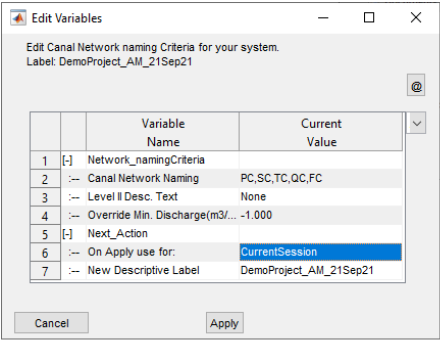 Edit Variables
Edit Canal Network naming Criteria for your system.
Label: DemoProject_AM_21Sep21
@
Variable Name Current Value
1 [-] Network_namingCriteria
2 :-- Canal Network Naming PC,SC,TC,QC,FC
3 :-- Level II Desc. Text None
4 :-- Override Min. Discharge(m3/... -1.000
5 [-] Next_Action
6 :-- On Apply use for: CurrentSession
7 :-- New Descriptive Label DemoProject_AM_21Sep21
Cancel Apply